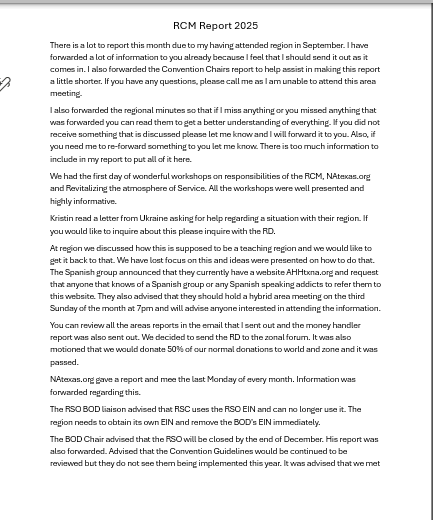 RCM Report 2025
There is a lot to report this month due to my having attended region in September. I have
forwarded a lot of information to you already because I feel that I should send it out as it
comes in. I also forwarded the Convention Chairs report to help assist in making this report
a little shorter. If you have any questions, please call me as I am unable to attend this area
meeting.
I also forwarded the regional minutes so that if I miss anything or you missed anything that
was forwarded you can read them to get a better understanding of everything. If you did not
receive something that is discussed please let me know and I will forward it to you. Also, if
you need me to re-forward something to you let me know. There is too much information to
include in my report to put all of it here.
We had the first day of wonderful workshops on responsibilities of the RCM, NAtexas.org
and Revitalizing the atmosphere of Service. All the workshops were well presented and
highly informative.
Kristin read a letter from Ukraine asking for help regarding a situation with their region. If
you would like to inquire about this please inquire with the RD.
At region we discussed how this is supposed to be a teaching region and we would like to
get it back to that. We have lost focus on this and ideas were presented on how to do that.
The Spanish group announced that they currently have a website AHHtxna.org and request
that anyone that knows of a Spanish group or any Spanish speaking addicts to refer them to
this website. They also advised that they should hold a hybrid area meeting on the third
Sunday of the month at 7pm and will advise anyone interested in attending the information.
You can review all the areas reports in the email that I sent out and the money handler
report was also sent out. We decided to send the RD to the zonal forum. It was also
motioned that we would donate 50% of our normal donations to world and zone and it was
passed.
NAtexas.org gave a report and mee the last Monday of every month. Information was
forwarded regarding this.
The RSO BOD liaison advised that RSC uses the RSO EIN and can no longer use it. The
region needs to obtain its own EIN and remove the BOD's EIN immediately.
The BOD Chair advised that the RSO will be closed by the end of December. His report was
also forwarded. Advised that the Convention Guidelines would be continued to be
reviewed but they do not see them being implemented this year. It was advised that we met